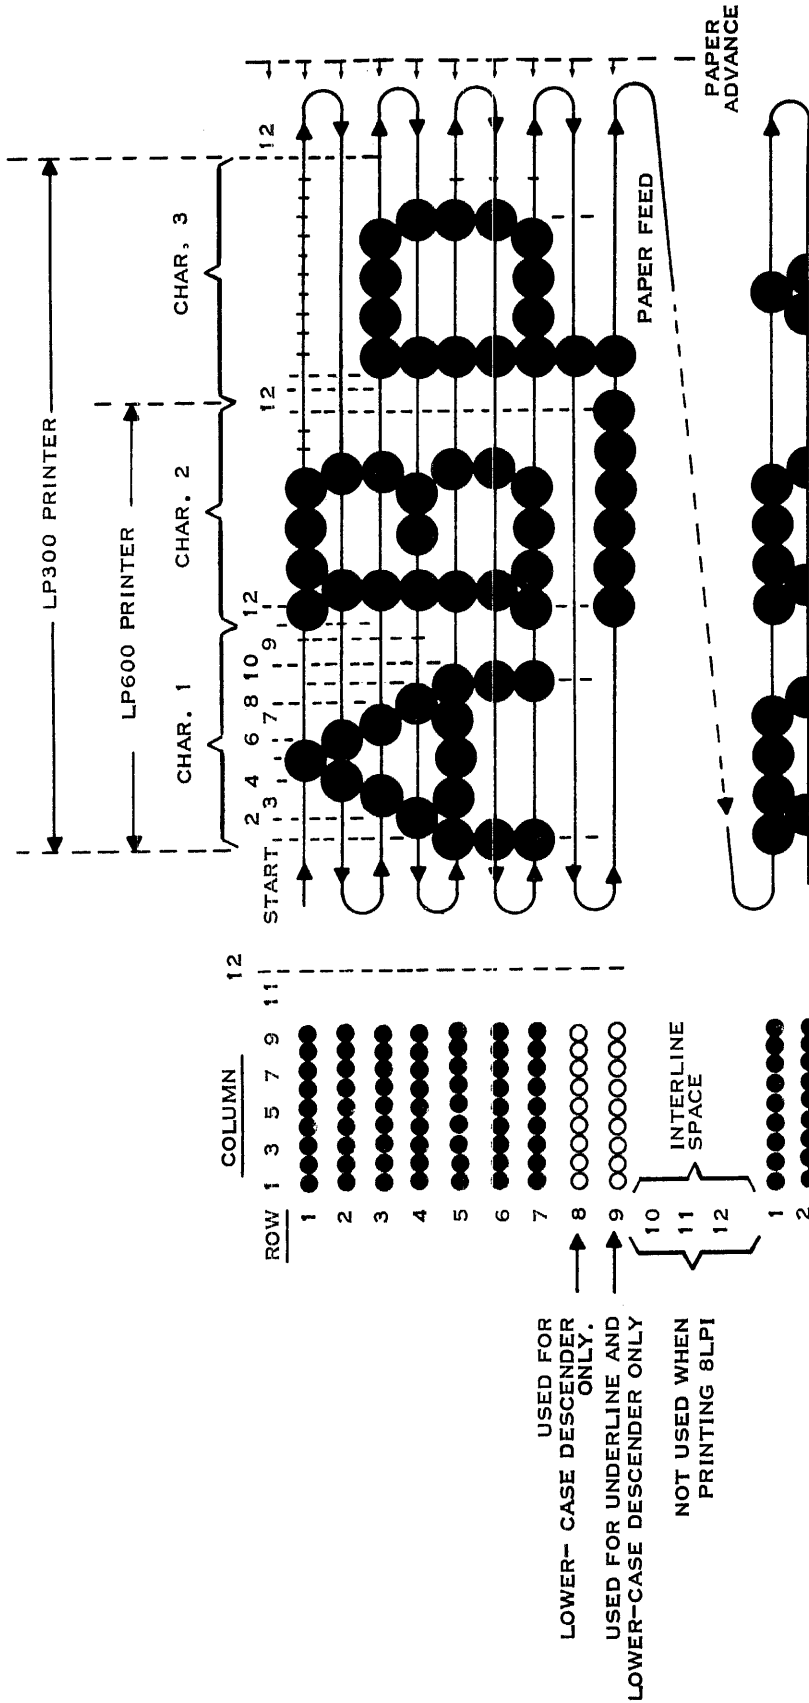 LP300 PRINTER
LP600 PRINTER
CHAR. 1
CHAR. 2
CHAR, 3
START 2 3 4 6 7 8 10 9 12 12 12
COLUMN
12
ROW 1 3 5 7 9 11
1
2
3
4
5
6
7
USED FOR
LOWER- CASE DESCENDER
ONLY.
8
USED FOR UNDERLINE AND
LOWER-CASE DESCENDER ONLY
9
NOT USED WHEN
PRINTING 8LPI
10
11
12
INTERLINE
SPACE
PAPER FEED
PAPER
ADVANCE
1
2